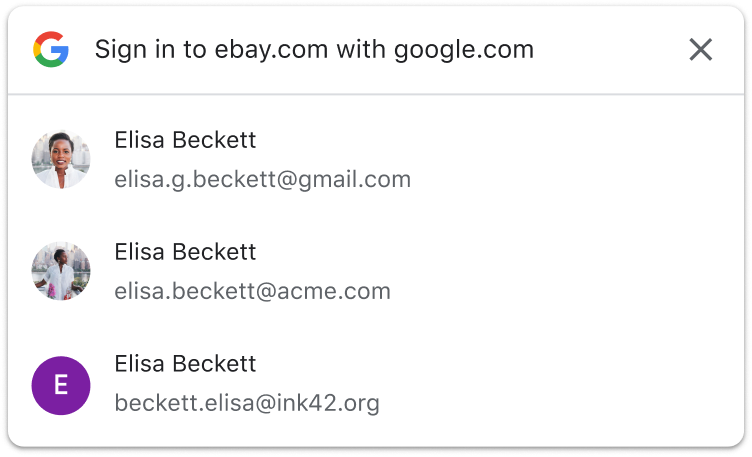 Sign in to ebay.com with google.com
Elisa Beckett
elisa.g.beckett@gmail.com
Elisa Beckett
elisa.beckett@acme.com
E
Elisa Beckett
beckett.elisa@ink42.org